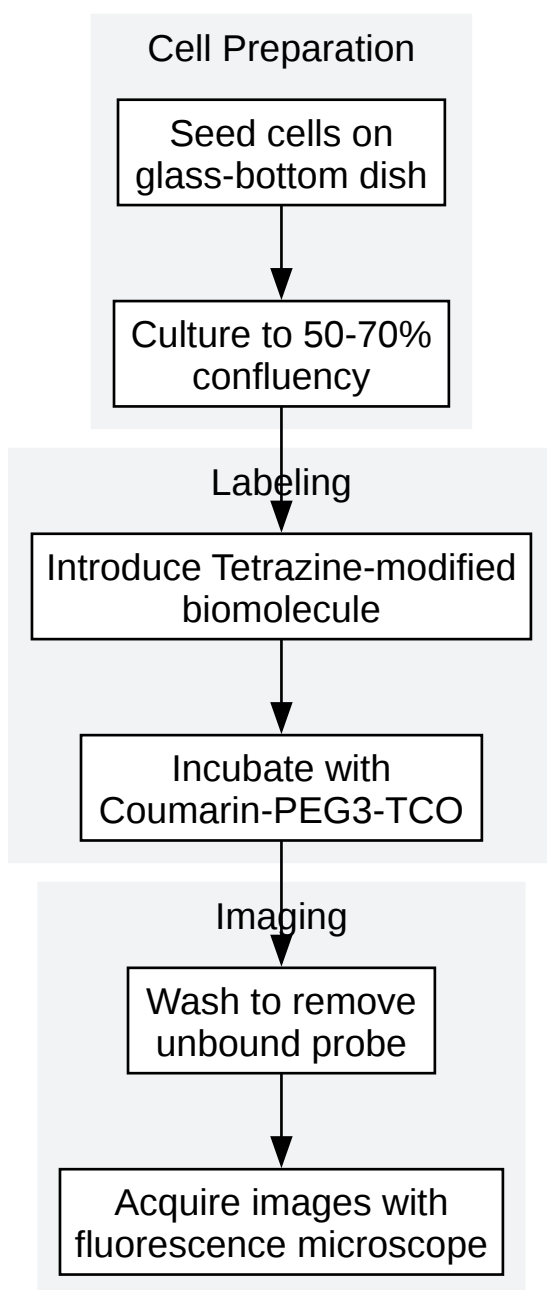 Cell Preparation
Seed cells on
glass-bottom dish
Culture to 50-70%
confluency
Labeling
Introduce Tetrazine-modified
biomolecule
Incubate with
Coumarin-PEG3-TCO
Imaging
Wash to remove
unbound probe
Acquire images with
fluorescence microscope